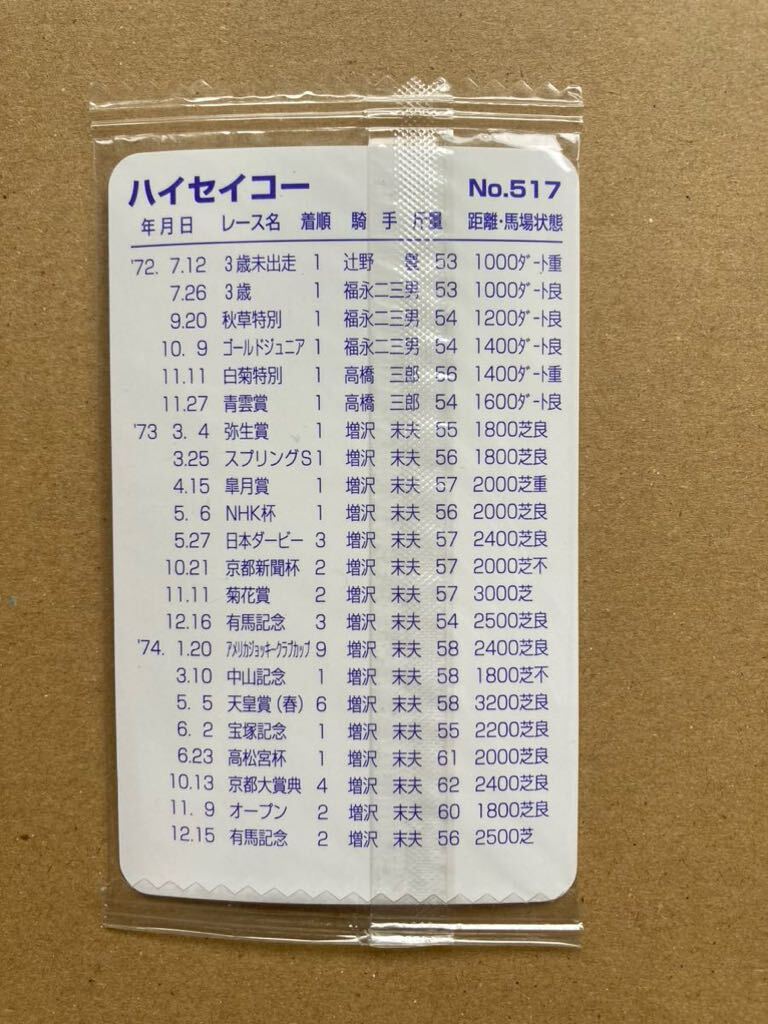 ハイセイコー No.517
年月日 レース名 着順 騎手 斤量 距離・馬場状態
'72. 7.12 3歳未出走 1 辻野 53 1000ダート重
7.26 3歳 1 福永二三男 53 1000ダート良
9.20 秋草特別 1 福永二三男 54 1200ダート良
10. 9 ゴールドジュニア 1 福永二三男 54 1400ダート良
11.11 白菊特別 1 高橋 三郎 56 1400ダート重
11.27 青雲賞 1 高橋 三郎 54 1600ダート良
'73 3. 4 弥生賞 1 増沢 末夫 55 1800芝良
3.25 スプリングS 1 増沢 末夫 56 1800芝良
4.15 皐月賞 1 増沢 末夫 57 2000芝重
5. 6 NHK杯 1 増沢 末夫 56 2000芝良
5.27 日本ダービー 3 増沢 末夫 57 2400芝良
10.21 京都新聞杯 2 増沢 末夫 57 2000芝不
11.11 菊花賞 2 増沢 末夫 57 3000芝
12.16 有馬記念 3 増沢 末夫 54 2500芝良
'74. 1.20 アメリカジョッキークラブカップ 9 増沢 末夫 58 2400芝良
3.10 中山記念 1 増沢 末夫 58 1800芝不
5. 5 天皇賞(春) 6 増沢 末夫 58 3200芝良
6. 2 宝塚記念 1 増沢 末夫 55 2200芝良
6.23 高松宮杯 1 増沢 末夫 61 2000芝良
10.13 京都大賞典 4 増沢 末夫 62 2400芝良
11. 9 オープン 2 増沢 末夫 60 1800芝良
12.15 有馬記念 2 増沢 末夫 56 2500芝